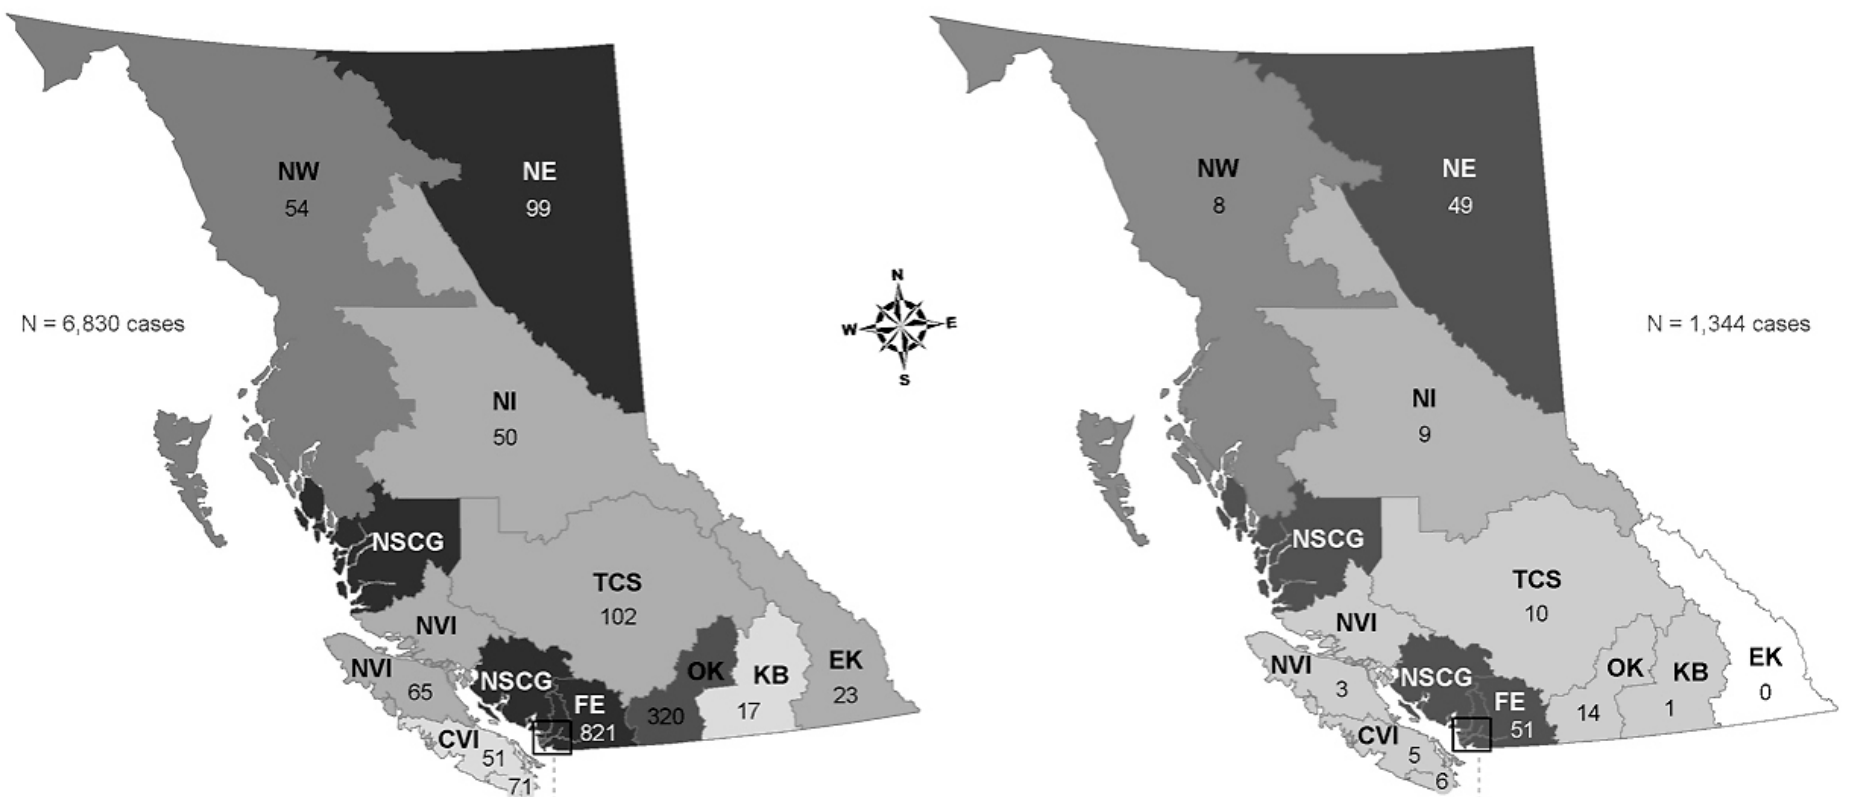 NW
54
NE
99
N = 6,830 cases
NI
50
NSCG
TCS
102
NVI
NVI
65
NSCG
FE
821
OK
320
KB
17
EK
23
CVI
51
71
N
W
E
S
NW
8
NE
49
N = 1,344 cases
NI
9
NSCG
TCS
10
NVI
NVI
3
NSCG
FE
51
OK
14
KB
1
EK
0
CVI
5
6